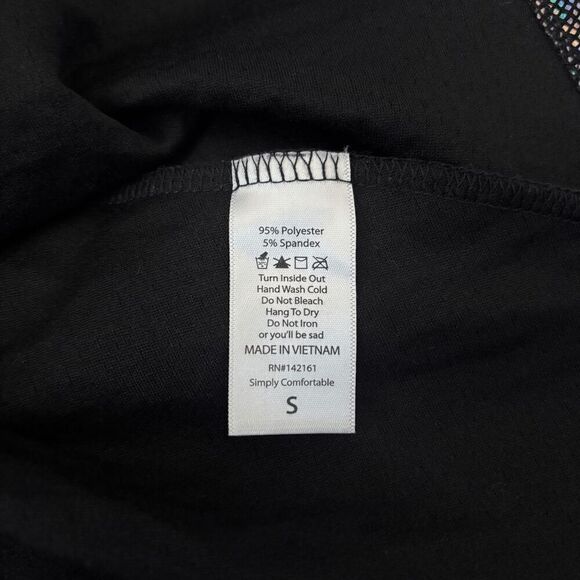 95% Polyester
5% Spandex
Turn Inside Out
Hand Wash Cold
Do Not Bleach
Hang To Dry
Do Not Iron
or you'll be sad
MADE IN VIETNAM
RN#142161
Simply Comfortable
S